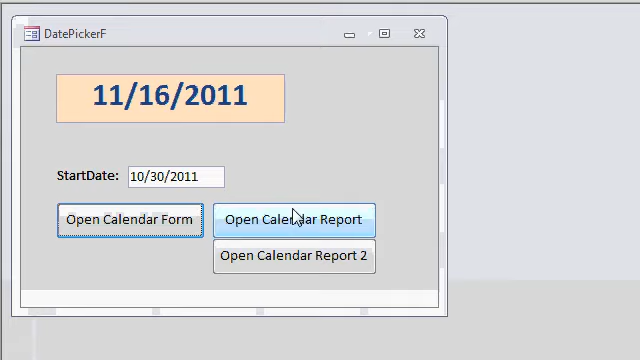 DatePickerF
11/16/2011
StartDate: 10/30/2011
Open Calendar Form Open Calendar Report
Open Calendar Report 2